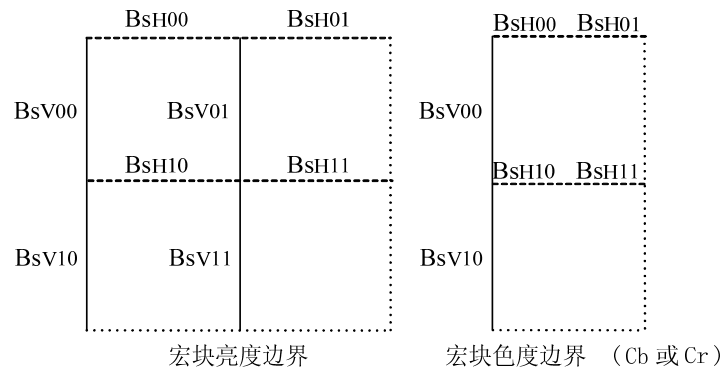 BsH00 BsH01 BsH00 BsH01
BsV00 BsV01 BsV00
BsH10 BsH11 BsH10 BsH11
BsV10 BsV11 BsV10
宏块亮度边界 宏块色度边界 （Cb 或 Cr）